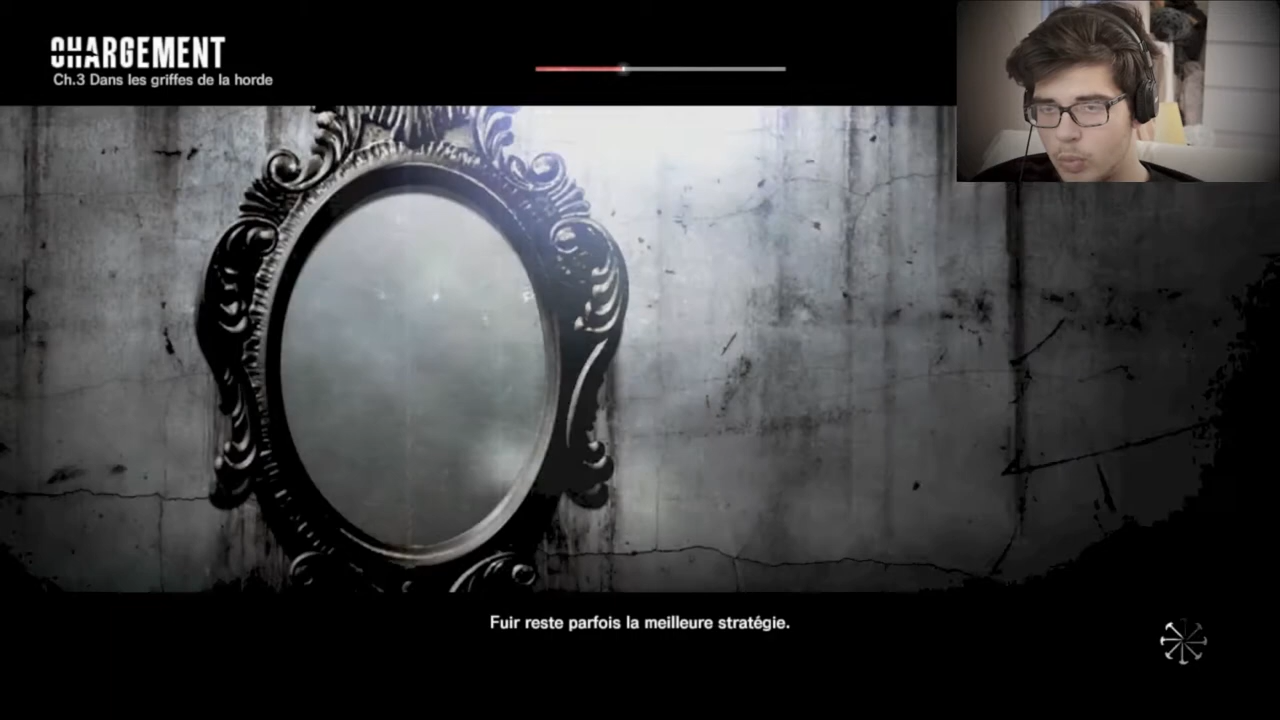 CHARGEMENT
Ch.3 Dans les griffes de la horde
Fuir reste parfois la meilleure stratégie.